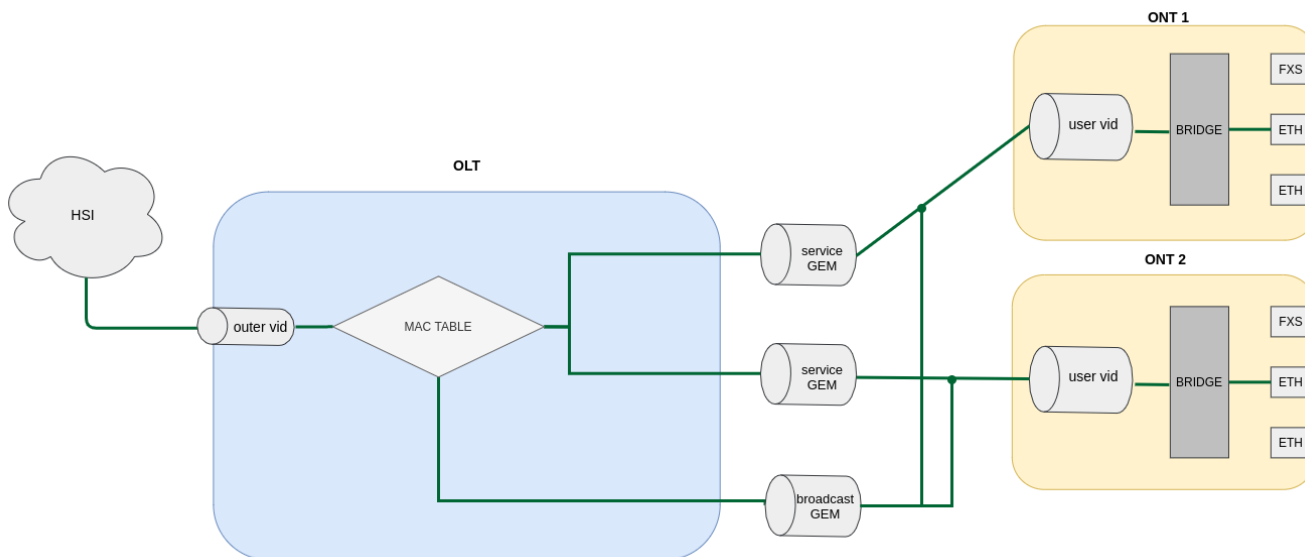 ONT 1
FXS
user vid
BRIDGE
ETH
ETH
OLT
HSI
outer vid
MAC TABLE
service
GEM
service
GEM
broadcast
GEM
ONT 2
FXS
user vid
BRIDGE
ETH
ETH